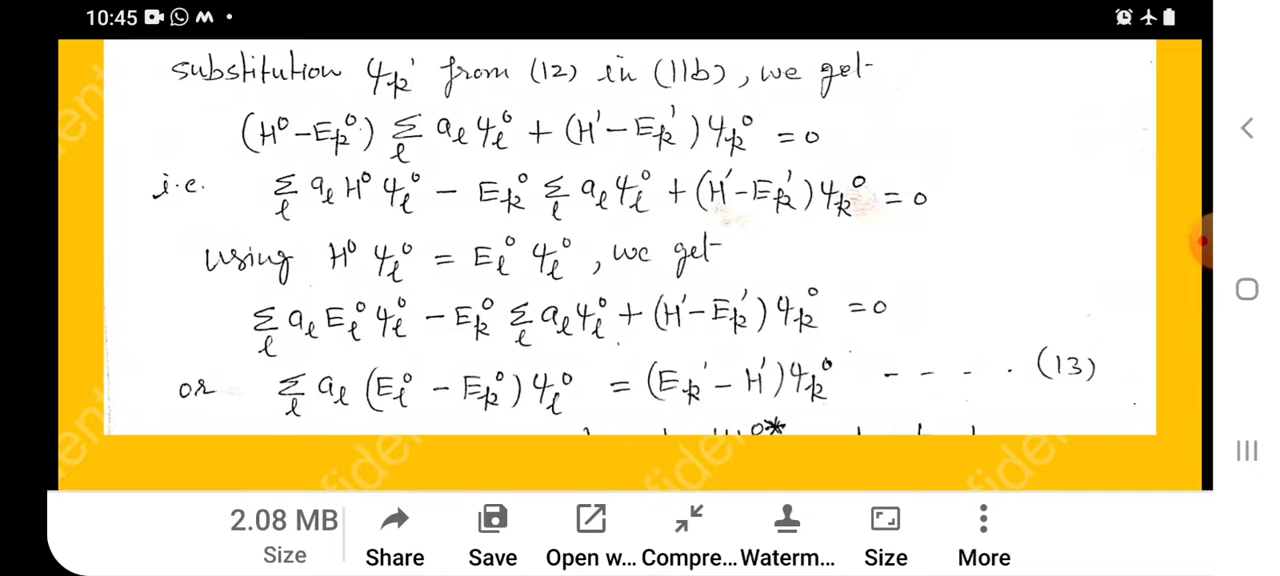 10:45
substitution ψk' from (12) in (11b), we get
(H⁰ - Ek⁰) Σl al ψl⁰ + (H' - Ek') ψk⁰ = 0
i.e. Σl al H⁰ ψl⁰ - Ek⁰ Σl al ψl⁰ + (H' - Ek') ψk⁰ = 0
using H⁰ ψl⁰ = El⁰ ψl⁰, we get
Σl al El⁰ ψl⁰ - Ek⁰ Σl al ψl⁰ + (H' - Ek') ψk⁰ = 0
or Σl al (El⁰ - Ek⁰) ψl⁰ = (Ek' - H') ψk⁰ - - - - . (13)
2.08 MB
Size
Share
Save
Open w...
Compre...
Waterm...
Size
More